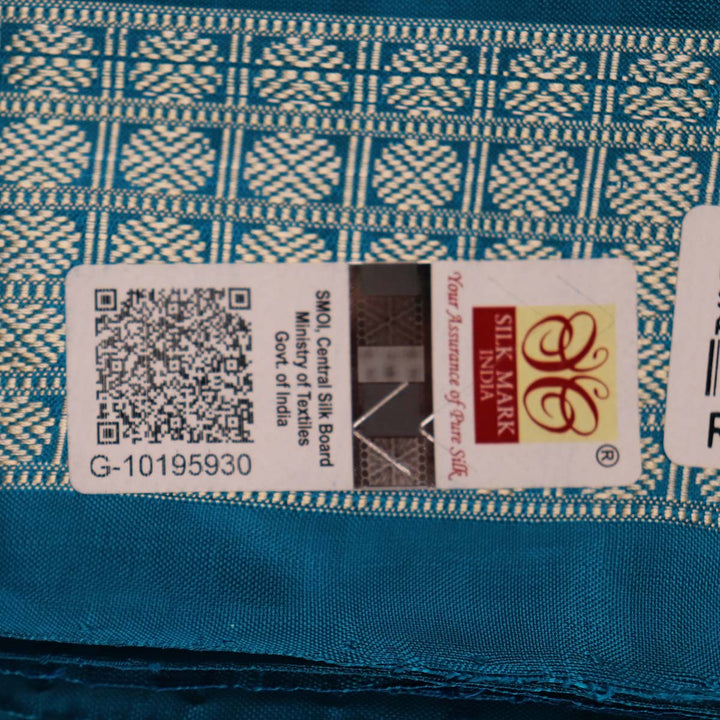 G-10195930
SMOI, Central Silk Board
Ministry of Textiles
Govt. of India
Your Assurance of Pure Silk
SILK MARK
INDIA
®
R